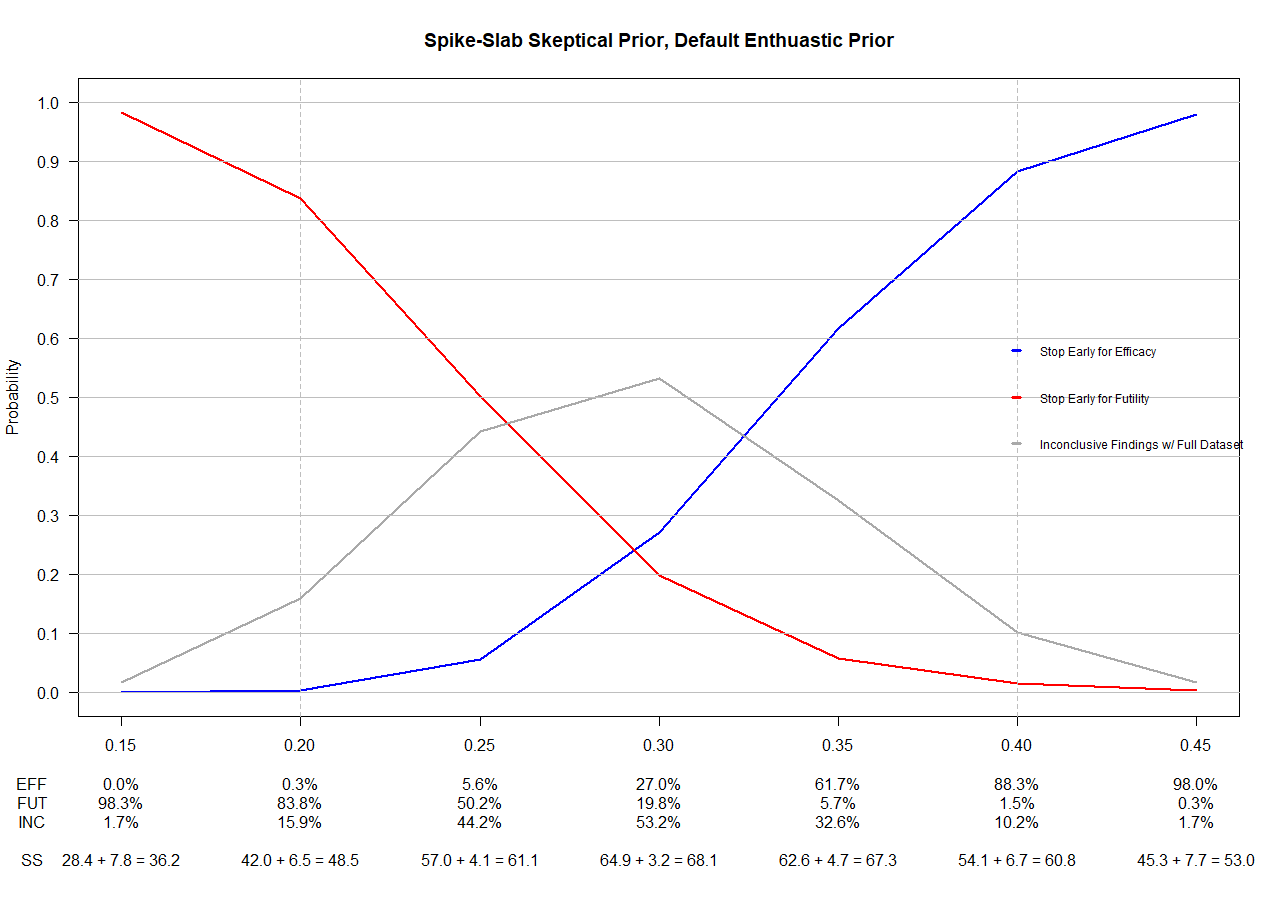 Spike-Slab Skeptical Prior, Default Enthuastic Prior
1.0
0.9
0.8
0.7
0.6
0.5
0.4
0.3
0.2
0.1
0.0
Probability
Stop Early for Efficacy
Stop Early for Futility
Inconclusive Findings w/ Full Dataset
0.15 0.20 0.25 0.30 0.35 0.40 0.45
EFF 0.0% 0.3% 5.6% 27.0% 61.7% 88.3% 98.0%
FUT 98.3% 83.8% 50.2% 19.8% 5.7% 1.5% 0.3%
INC 1.7% 15.9% 44.2% 53.2% 32.6% 10.2% 1.7%
SS 28.4 + 7.8 = 36.2 42.0 + 6.5 = 48.5 57.0 + 4.1 = 61.1 64.9 + 3.2 = 68.1 62.6 + 4.7 = 67.3 54.1 + 6.7 = 60.8 45.3 + 7.7 = 53.0